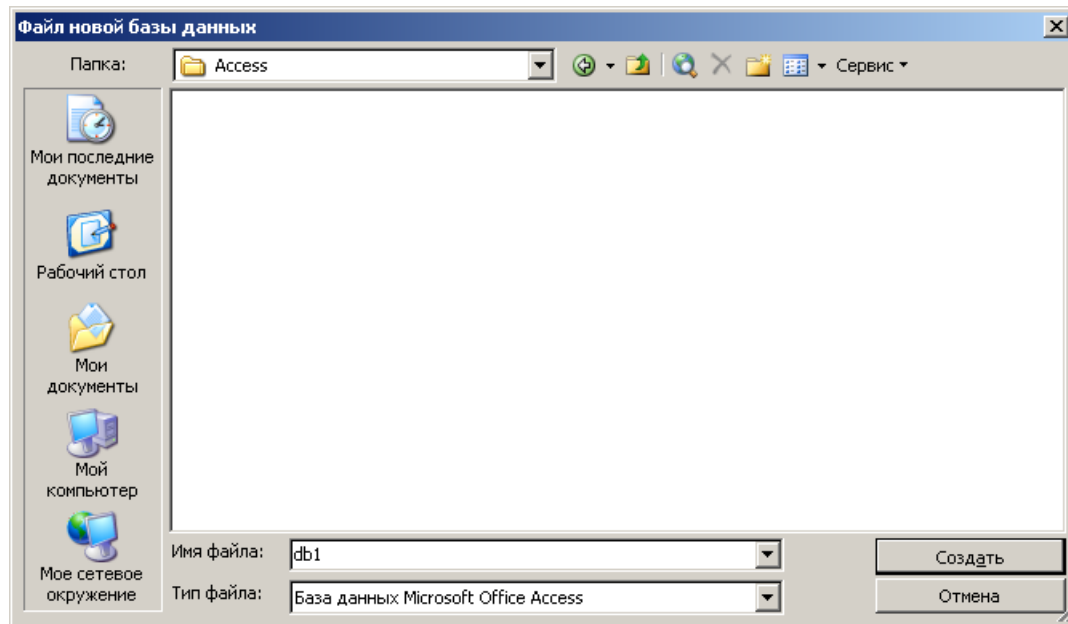 Файл новой базы данных
Папка:
Access
Сервис
Мои последние
документы
Рабочий стол
Мои
документы
Мой
компьютер
Мое сетевое
окружение
Имя файла:
db1
Создать
Тип файла:
База данных Microsoft Office Access
Отмена